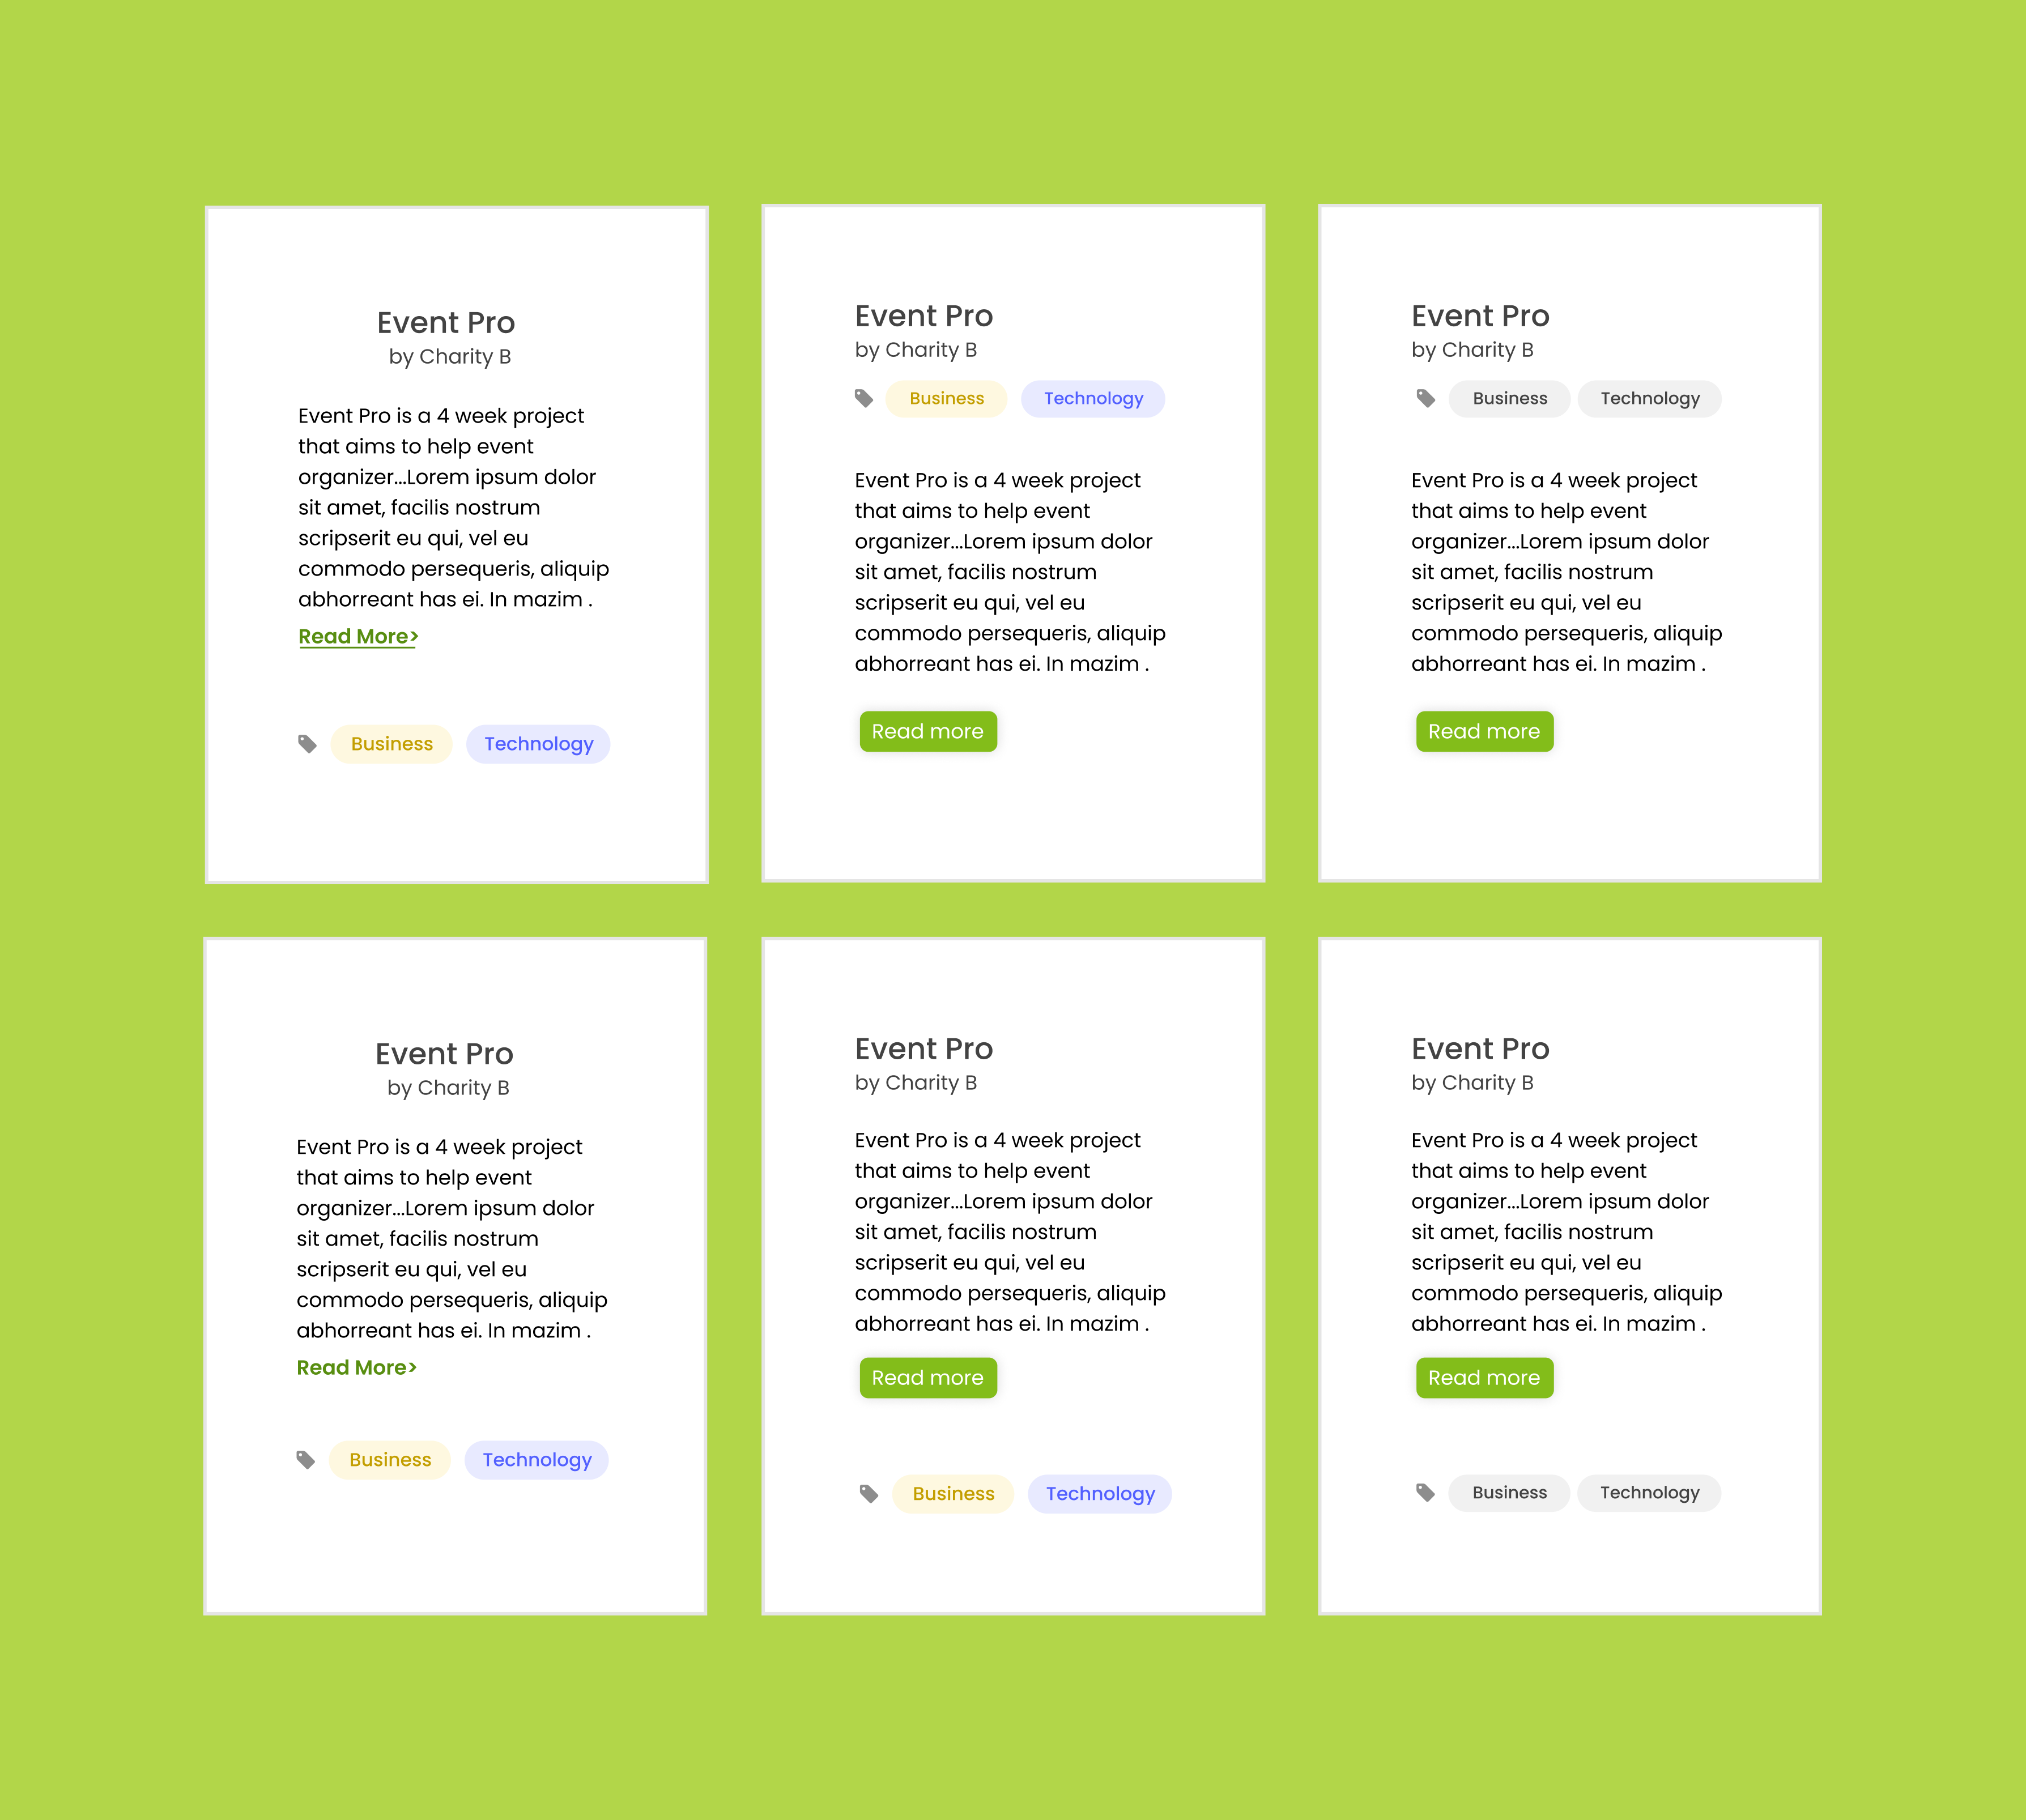 Event Pro
by Charity B
Event Pro is a 4 week project
that aims to help event
organizer...Lorem ipsum dolor
sit amet, facilis nostrum
scripserit eu qui, vel eu
commodo persequeris, aliquip
abhorreant has ei. In mazim .
Read More>
Business Technology
Event Pro
by Charity B
Business Technology
Event Pro is a 4 week project
that aims to help event
organizer...Lorem ipsum dolor
sit amet, facilis nostrum
scripserit eu qui, vel eu
commodo persequeris, aliquip
abhorreant has ei. In mazim .
Read more
Event Pro
by Charity B
Business Technology
Event Pro is a 4 week project
that aims to help event
organizer...Lorem ipsum dolor
sit amet, facilis nostrum
scripserit eu qui, vel eu
commodo persequeris, aliquip
abhorreant has ei. In mazim .
Read more
Event Pro
by Charity B
Event Pro is a 4 week project
that aims to help event
organizer...Lorem ipsum dolor
sit amet, facilis nostrum
scripserit eu qui, vel eu
commodo persequeris, aliquip
abhorreant has ei. In mazim .
Read More>
Business Technology
Event Pro
by Charity B
Event Pro is a 4 week project
that aims to help event
organizer...Lorem ipsum dolor
sit amet, facilis nostrum
scripserit eu qui, vel eu
commodo persequeris, aliquip
abhorreant has ei. In mazim .
Read more
Business Technology
Event Pro
by Charity B
Event Pro is a 4 week project
that aims to help event
organizer...Lorem ipsum dolor
sit amet, facilis nostrum
scripserit eu qui, vel eu
commodo persequeris, aliquip
abhorreant has ei. In mazim .
Read more
Business Technology